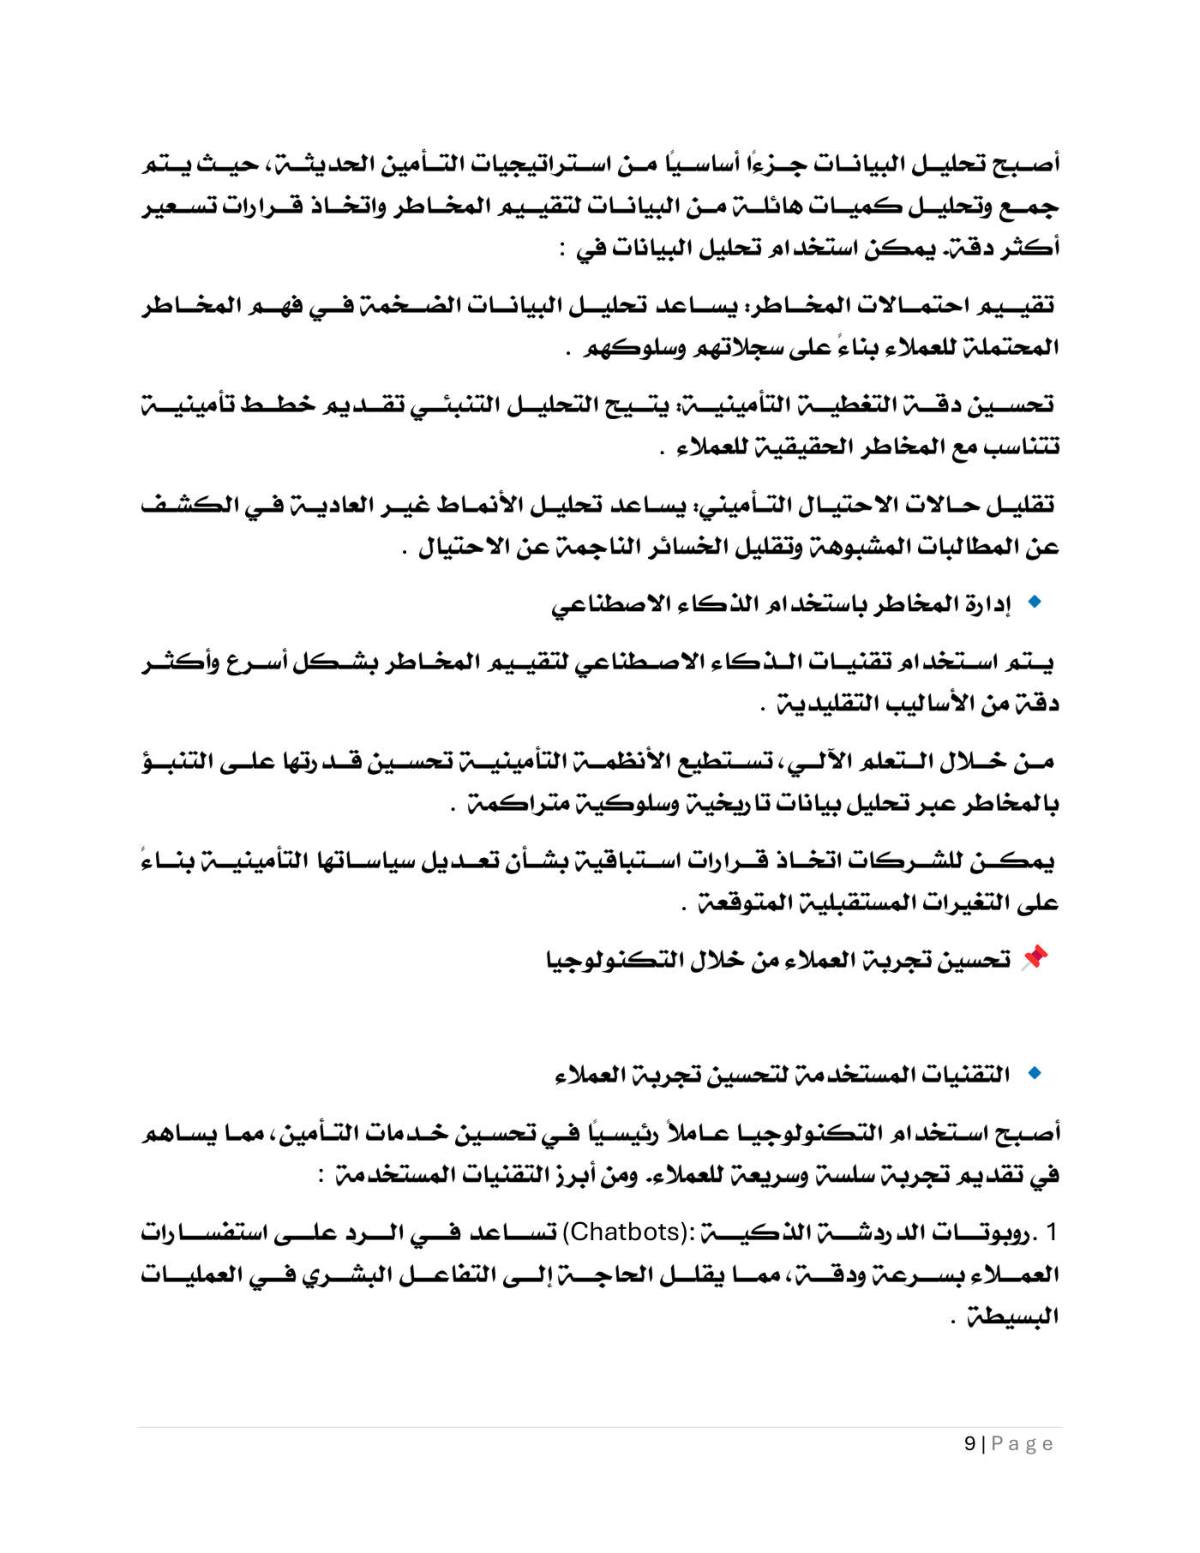 أصبح تحليل البيانات جزءًا أساسيًا من استراتيجيات التأمين الحديثة، حيث يتم
جمع وتحليل كميات هائلة من البيانات لتقييم المخاطر واتخاذ قرارات تسعير
أكثر دقة. يمكن استخدام تحليل البيانات في :
تقييم احتمالات المخاطر: يساعد تحليل البيانات الضخمة في فهم المخاطر
المحتملة للعملاء بناءً على سجلاتهم وسلوكهم .
تحسين دقة التغطية التأمينية: يتيح التحليل التنبئي تقديم خطط تأمينية
تتناسب مع المخاطر الحقيقية للعملاء .
تقليل حالات الاحتيال التأميني: يساعد تحليل الأنماط غير العادية في الكشف
عن المطالبات المشبوهة وتقليل الخسائر الناجمة عن الاحتيال .
🔹 إدارة المخاطر باستخدام الذكاء الاصطناعي
يتم استخدام تقنيات الذكاء الاصطناعي لتقييم المخاطر بشكل أسرع وأكثر
دقة من الأساليب التقليدية .
من خلال التعلم الآلي، تستطيع الأنظمة التأمينية تحسين قدرتها على التنبؤ
بالمخاطر عبر تحليل بيانات تاريخية وسلوكية متراكمة .
يمكن للشركات اتخاذ قرارات استباقية بشأن تعديل سياساتها التأمينية بناءً
على التغيرات المستقبلية المتوقعة .
📌 تحسين تجربة العملاء من خلال التكنولوجيا
🔹 التقنيات المستخدمة لتحسين تجربة العملاء
أصبح استخدام التكنولوجيا عاملاً رئيسيًا في تحسين خدمات التأمين، مما يساهم
في تقديم تجربة سلسة وسريعة للعملاء. ومن أبرز التقنيات المستخدمة :
1 .روبوتات الدردشة الذكية :(Chatbots) تساعد في الرد على استفسارات
العملاء بسرعة ودقة، مما يقلل الحاجة إلى التفاعل البشري في العمليات
البسيطة .
9 | Page